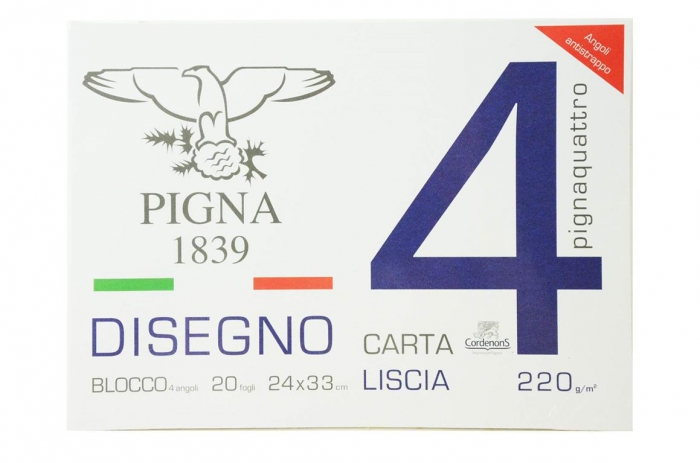 Angoli
antistrappo
4
pignaquattro
PIGNA
1839
DISEGNO
BLOCCO 4 angoli 20 fogli 24x33 cm
CARTA
LISCIA
CordenonS
220 g/m²